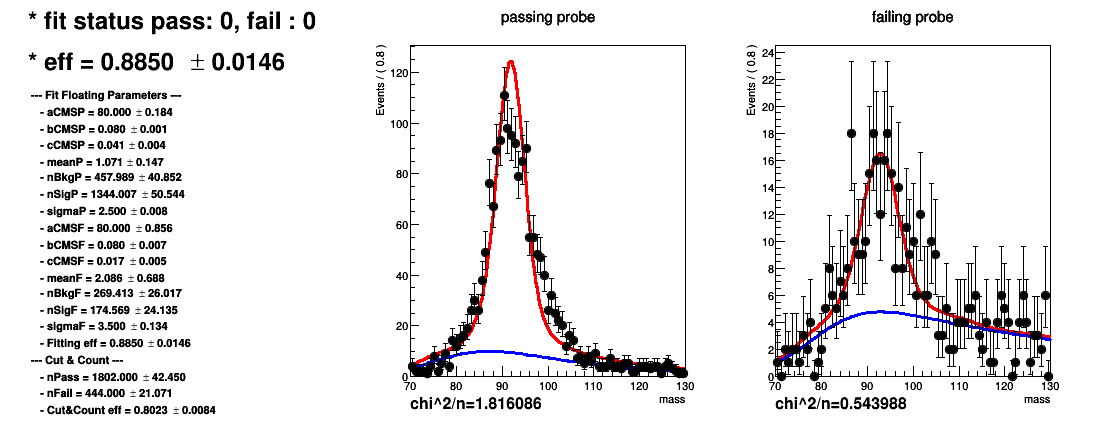 * fit status pass: 0, fail : 0
* eff = 0.8850 ± 0.0146
--- Fit Floating Parameters ---
- aCMSP = 80.000 ± 0.184
- bCMSP = 0.080 ± 0.001
- cCMSP = 0.041 ± 0.004
- meanP = 1.071 ± 0.147
- nBkgP = 457.989 ± 40.852
- nSigP = 1344.007 ± 50.544
- sigmaP = 2.500 ± 0.008
- aCMSF = 80.000 ± 0.856
- bCMSF = 0.080 ± 0.007
- cCMSF = 0.017 ± 0.005
- meanF = 2.086 ± 0.688
- nBkgF = 269.413 ± 26.017
- nSigF = 174.569 ± 24.135
- sigmaF = 3.500 ± 0.134
- Fitting eff = 0.8850 ± 0.0146
--- Cut & Count ---
- nPass = 1802.000 ± 42.450
- nFail = 444.000 ± 21.071
- Cut&Count eff = 0.8023 ± 0.0084
passing probe
Events / ( 0.8 )
120
100
80
60
40
20
0
70 80 90 100 110 120 130
mass
chi^2/n=1.816086
failing probe
Events / ( 0.8 )
24
22
20
18
16
14
12
10
8
6
4
2
0
70 80 90 100 110 120 130
mass
chi^2/n=0.543988